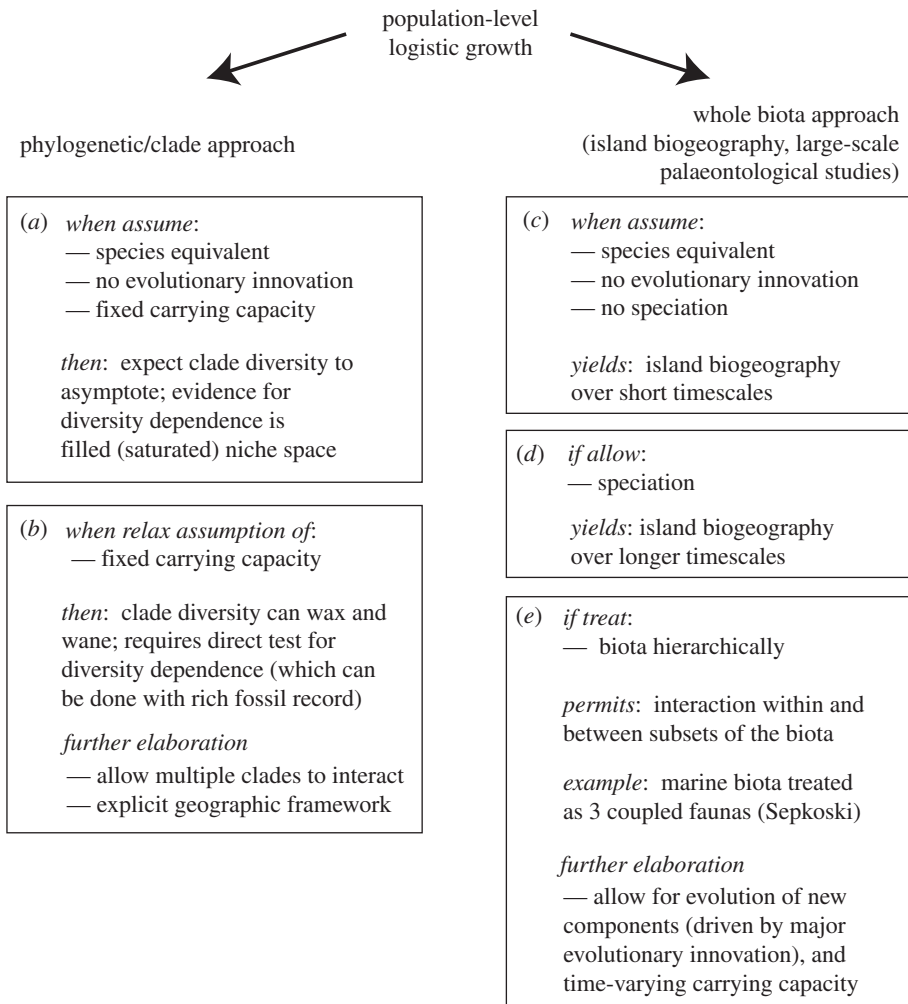 population-level
logistic growth
phylogenetic/clade approach
(a) when assume:
— species equivalent
— no evolutionary innovation
— fixed carrying capacity
then: expect clade diversity to
asymptote; evidence for
diversity dependence is
filled (saturated) niche space
(b) when relax assumption of:
— fixed carrying capacity
then: clade diversity can wax and
wane; requires direct test for
diversity dependence (which can
be done with rich fossil record)
further elaboration
— allow multiple clades to interact
— explicit geographic framework
whole biota approach
(island biogeography, large-scale
palaeontological studies)
(c) when assume:
— species equivalent
— no evolutionary innovation
— no speciation
yields: island biogeography
over short timescales
(d) if allow:
— speciation
yields: island biogeography
over longer timescales
(e) if treat:
— biota hierarchically
permits: interaction within and
between subsets of the biota
example: marine biota treated
as 3 coupled faunas (Sepkoski)
further elaboration
— allow for evolution of new
components (driven by major
evolutionary innovation), and
time-varying carrying capacity